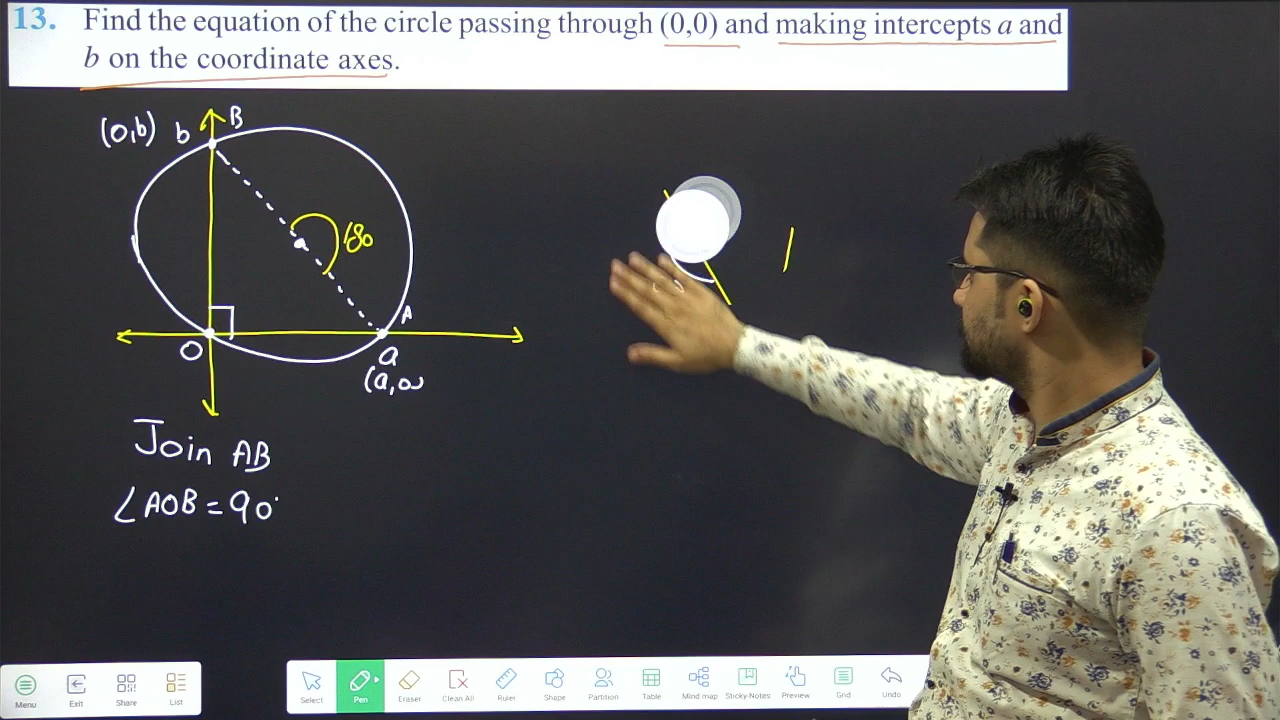 13. Find the equation of the circle passing through (0,0) and making intercepts a and
b on the coordinate axes.
(0,b) b B
180
A
O
a
(a,0)
Join AB
∠AOB = 90°
Menu Exit Share List
Select Pen Eraser Clean All Ruler Shape Partition Table Mind map Sticky-Notes Preview Grid Undo